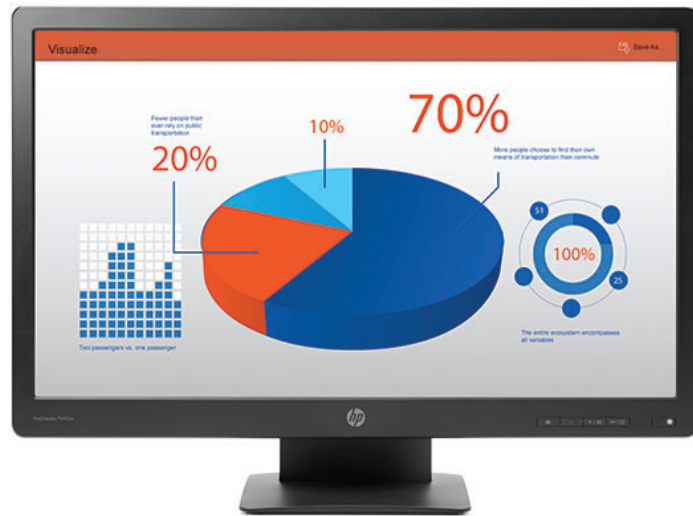 Visualize
Save As...
Fewer people than
ever rely on public
transportation
20%
10%
70%
More people choose to find their own
means of transportation than commute
51
100%
25
Two passengers vs. one passenger
The entire ecosystem encompasses
all variables
hp